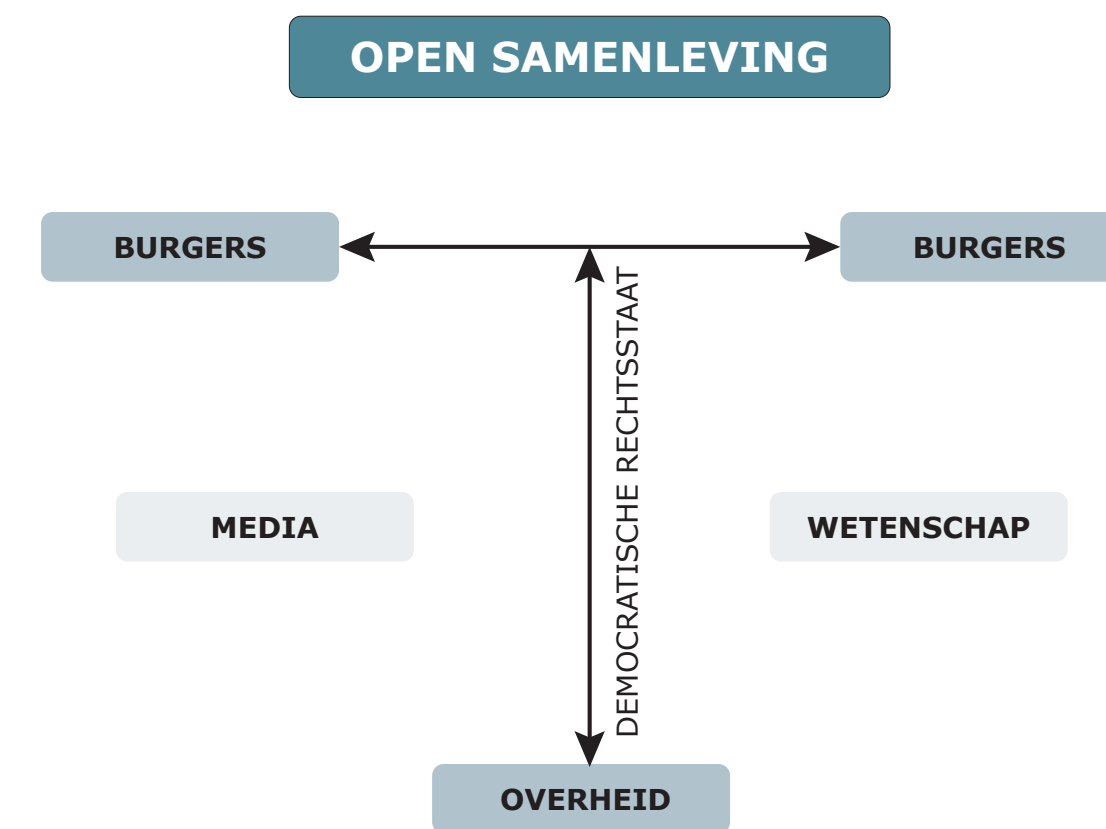 OPEN SAMENLEVING
BURGERS
BURGERS
DEMOCRATISCHE RECHTSSTAAT
MEDIA
WETENSCHAP
OVERHEID